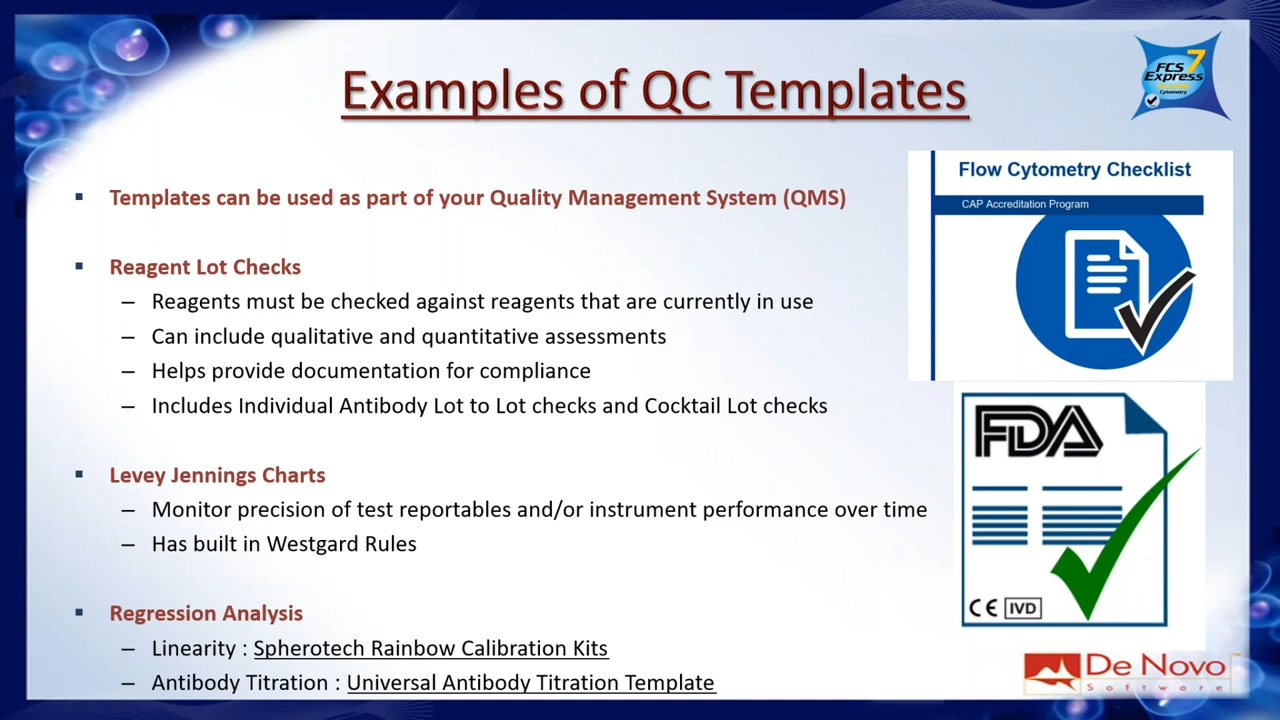 Examples of QC Templates
FCS 7
Express
Cytometry
▪ Templates can be used as part of your Quality Management System (QMS)
▪ Reagent Lot Checks
– Reagents must be checked against reagents that are currently in use
– Can include qualitative and quantitative assessments
– Helps provide documentation for compliance
– Includes Individual Antibody Lot to Lot checks and Cocktail Lot checks
▪ Levey Jennings Charts
– Monitor precision of test reportables and/or instrument performance over time
– Has built in Westgard Rules
▪ Regression Analysis
– Linearity : Spherotech Rainbow Calibration Kits
– Antibody Titration : Universal Antibody Titration Template
Flow Cytometry Checklist
CAP Accreditation Program
FDA
CE IVD
De Novo
Software